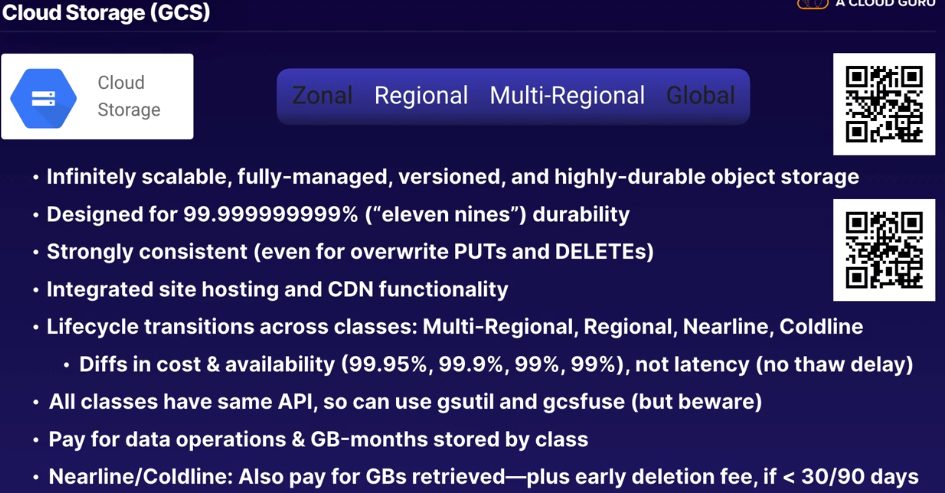 Cloud Storage (GCS)
A CLOUD GURU
Cloud
Storage
Zonal Regional Multi-Regional Global
• Infinitely scalable, fully-managed, versioned, and highly-durable object storage
• Designed for 99.999999999% (“eleven nines”) durability
• Strongly consistent (even for overwrite PUTs and DELETEs)
• Integrated site hosting and CDN functionality
• Lifecycle transitions across classes: Multi-Regional, Regional, Nearline, Coldline
• Diffs in cost & availability (99.95%, 99.9%, 99%, 99%), not latency (no thaw delay)
• All classes have same API, so can use gsutil and gcsfuse (but beware)
• Pay for data operations & GB-months stored by class
• Nearline/Coldline: Also pay for GBs retrieved—plus early deletion fee, if < 30/90 days